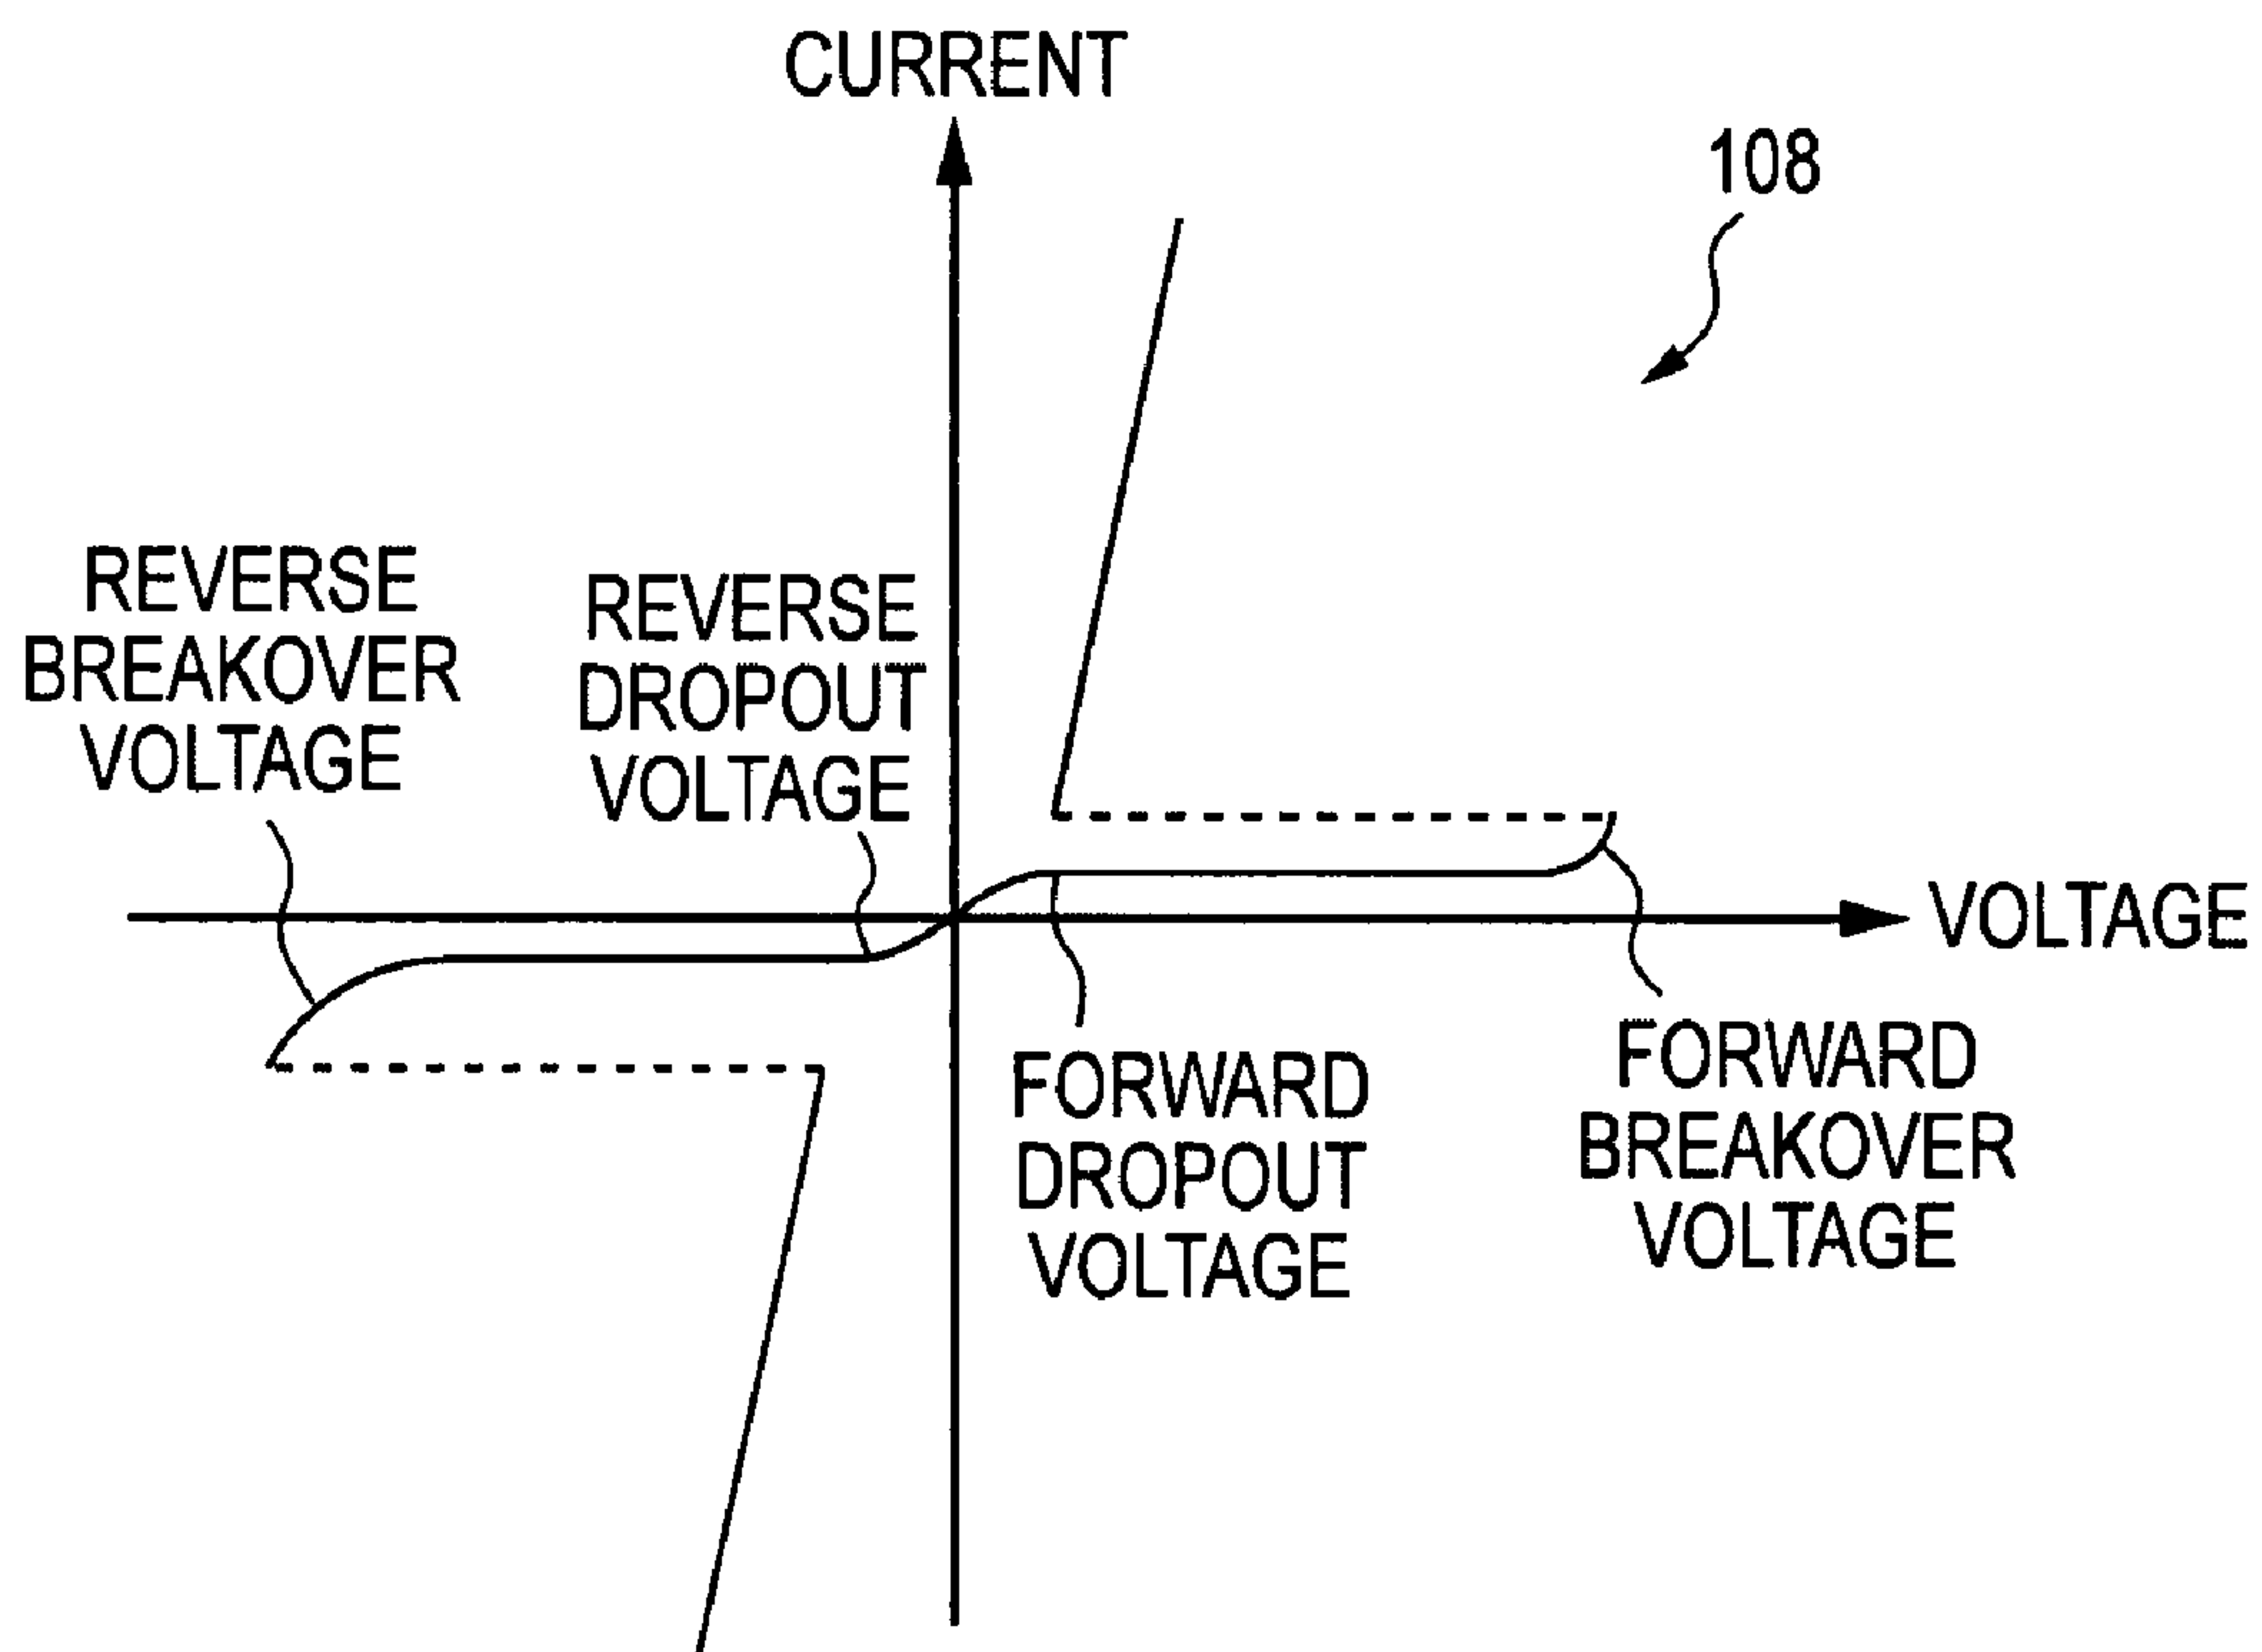 CURRENT
108
REVERSE
BREAKOVER
VOLTAGE
REVERSE
DROPOUT
VOLTAGE
VOLTAGE
FORWARD
DROPOUT
VOLTAGE
FORWARD
BREAKOVER
VOLTAGE